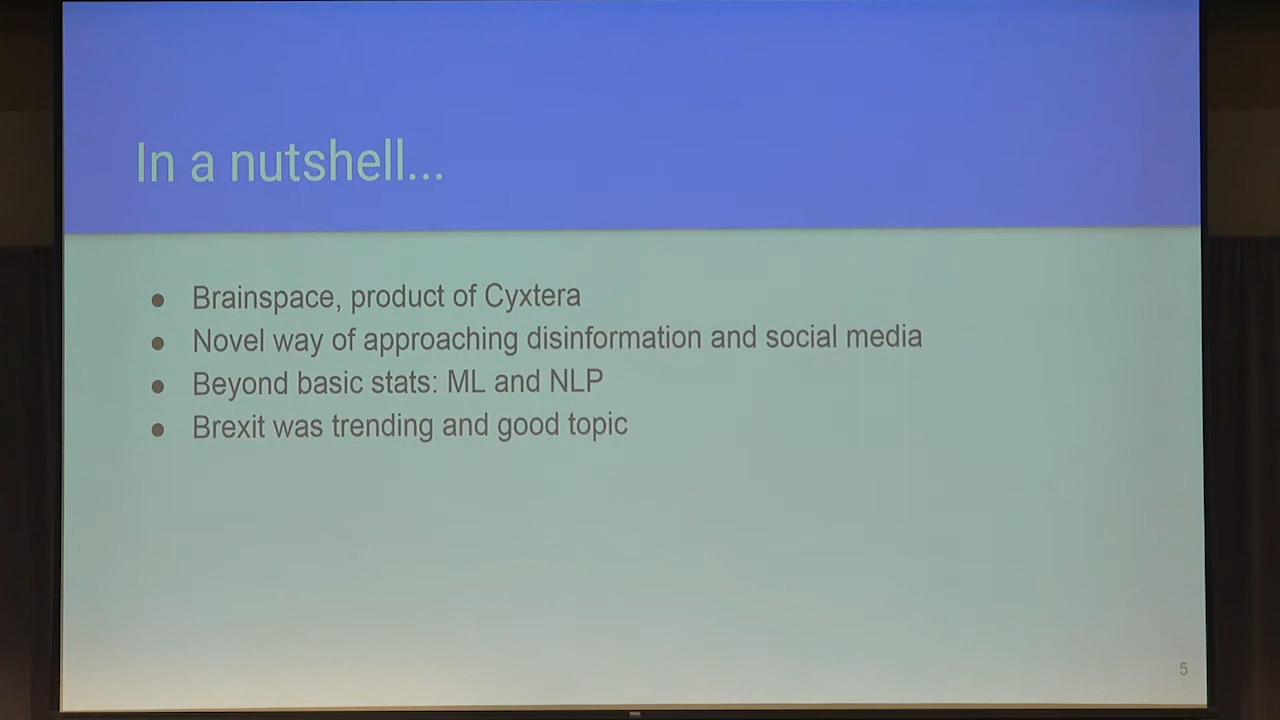 In a nutshell...
● Brainspace, product of Cyxtera
● Novel way of approaching disinformation and social media
● Beyond basic stats: ML and NLP
● Brexit was trending and good topic
5